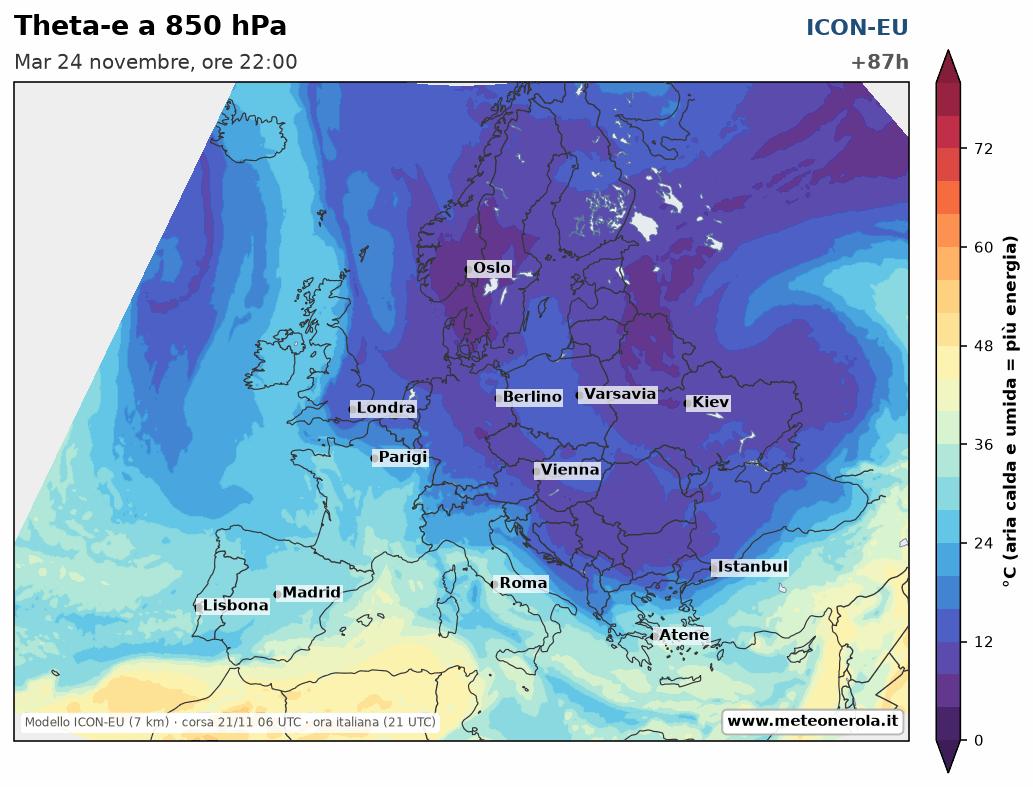 Theta-e a 850 hPa
ICON-EU
Mar 24 novembre, ore 22:00
+87h
72
60
48
36
24
12
0
°C (aria calda e umida = più energia)
Oslo
Berlino
Varsavia
Kiev
Londra
Parigi
Vienna
Istanbul
Roma
Madrid
Lisbona
Atene
Modello ICON-EU (7 km) · corsa 21/11 06 UTC · ora italiana (21 UTC)
www.meteonerola.it